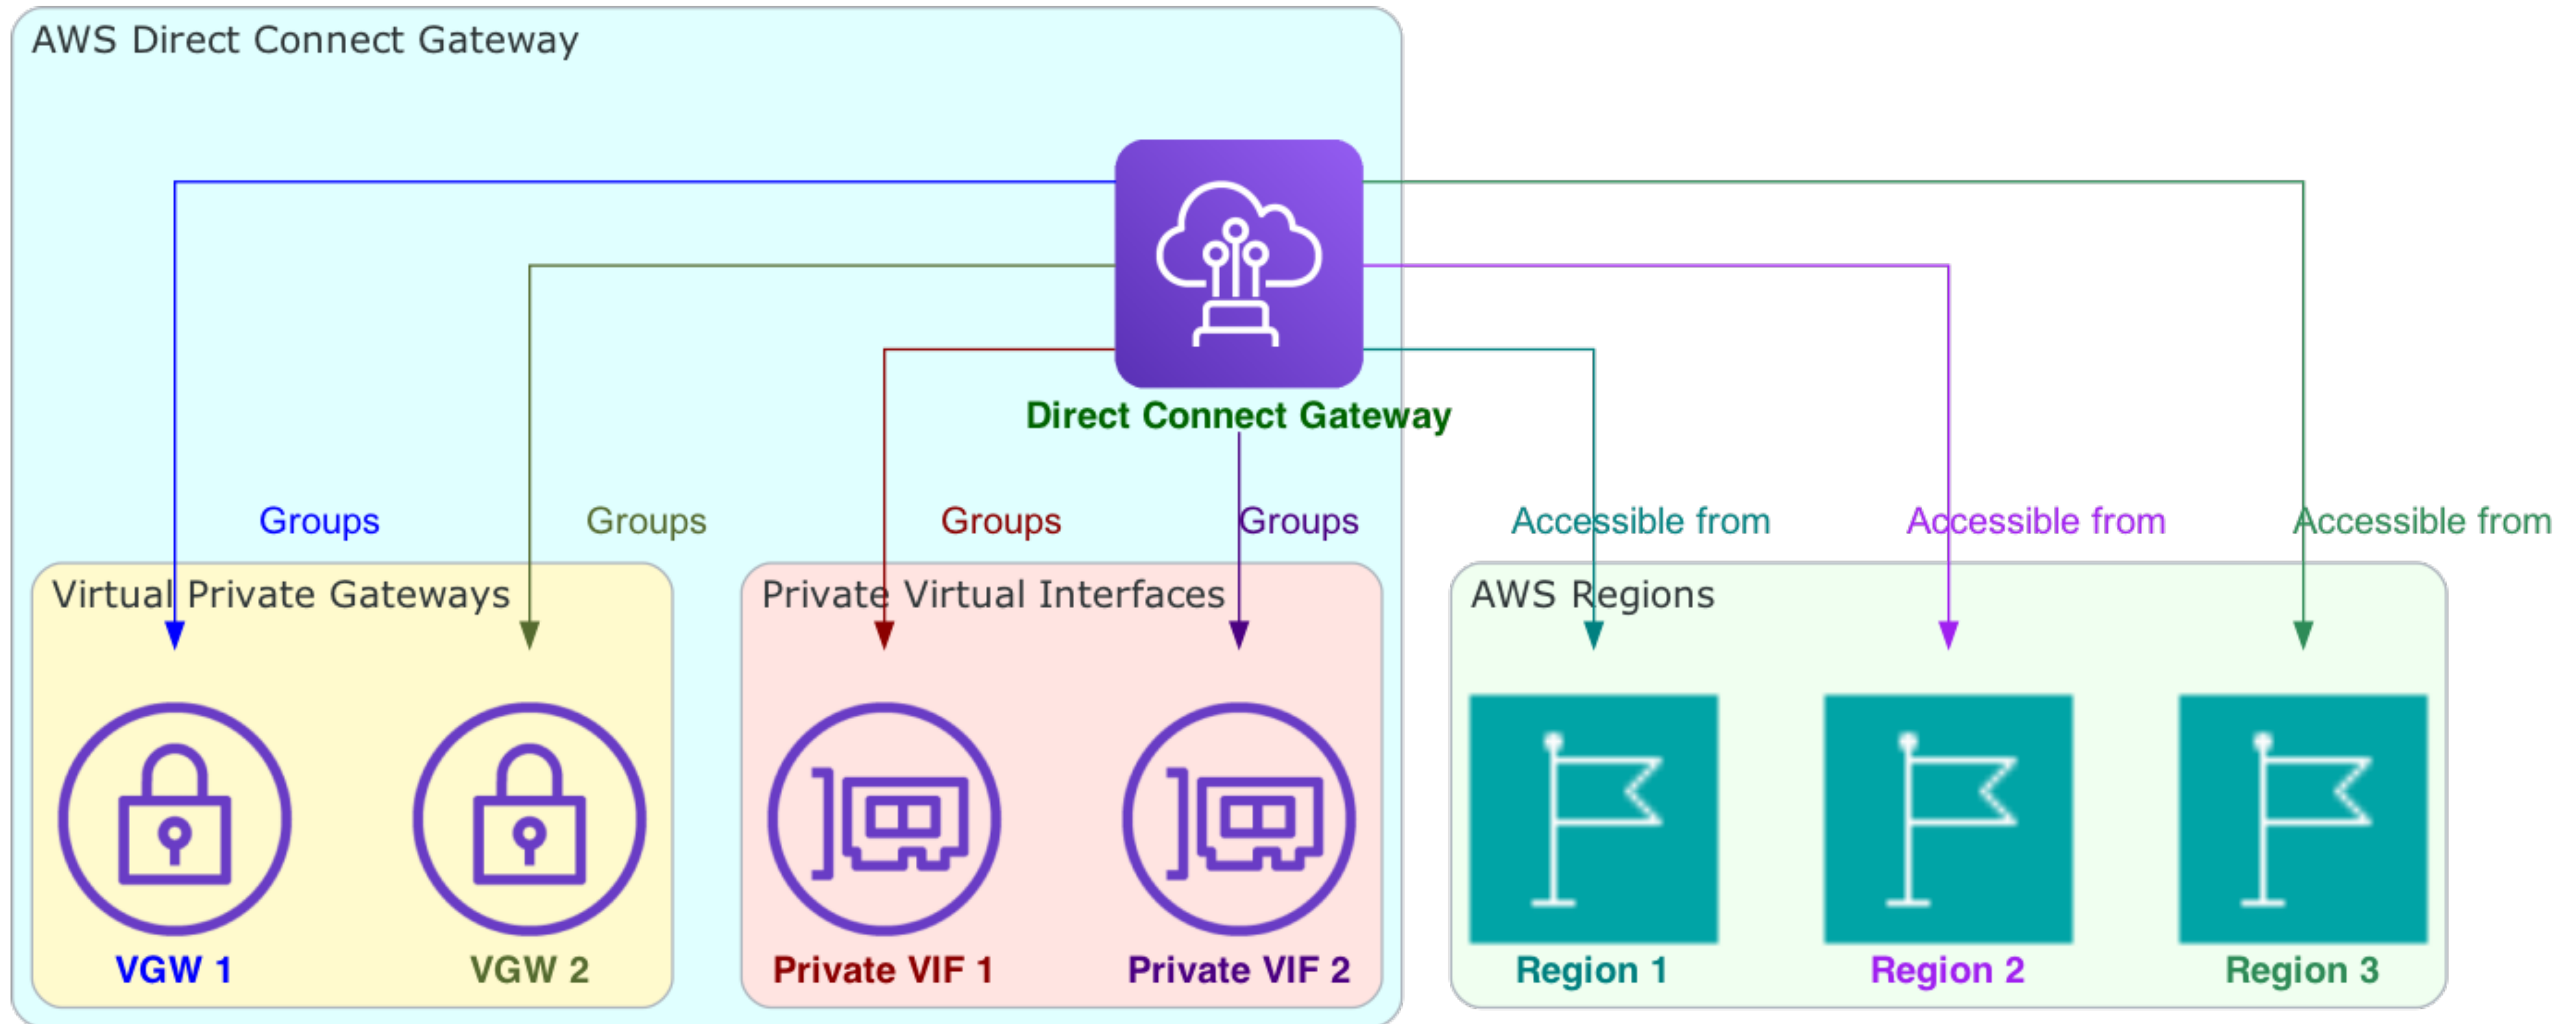 AWS Direct Connect Gateway
Direct Connect Gateway
Groups
Groups
Groups
Groups
Accessible from
Accessible from
Accessible from
Virtual Private Gateways
Private Virtual Interfaces
AWS Regions
VGW 1
VGW 2
Private VIF 1
Private VIF 2
Region 1
Region 2
Region 3